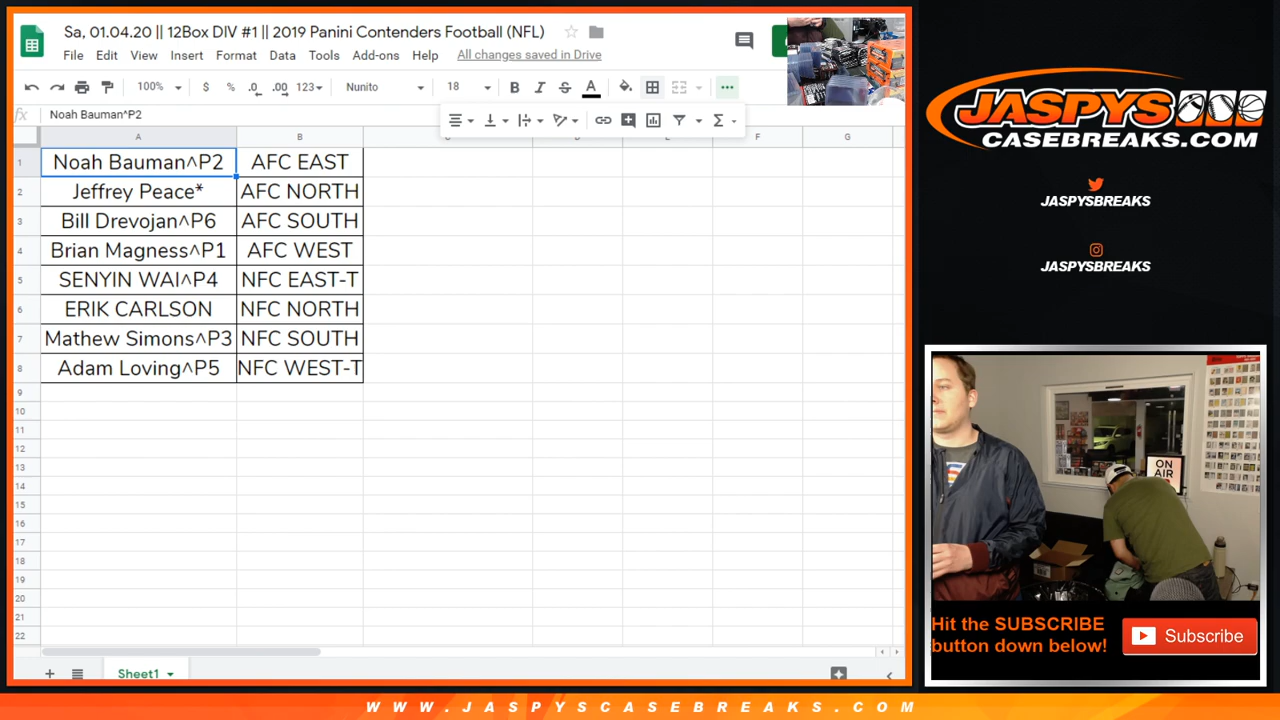 Sa, 01.04.20 || 12Box DIV #1 || 2019 Panini Contenders Football (NFL)
File Edit View Insert Format Data Tools Add-ons Help All changes saved in Drive
100% $ % .0 .00 123 Nunito 18 B I S A
fx Noah Bauman^P2
A B F G
1 Noah Bauman^P2 AFC EAST
2 Jeffrey Peace* AFC NORTH
3 Bill Drevojan^P6 AFC SOUTH
4 Brian Magness^P1 AFC WEST
5 SENYIN WAI^P4 NFC EAST-T
6 ERIK CARLSON NFC NORTH
7 Mathew Simons^P3 NFC SOUTH
8 Adam Loving^P5 NFC WEST-T
9
10
11
12
13
14
15
16
17
18
19
20
21
22
Sheet1
JASPYS
CASEBREAKS.COM
JASPYSBREAKS
JASPYSBREAKS
ON
AIR
Hit the SUBSCRIBE
button down below!
Subscribe
WWW.JASPYSCASEBREAKS.COM